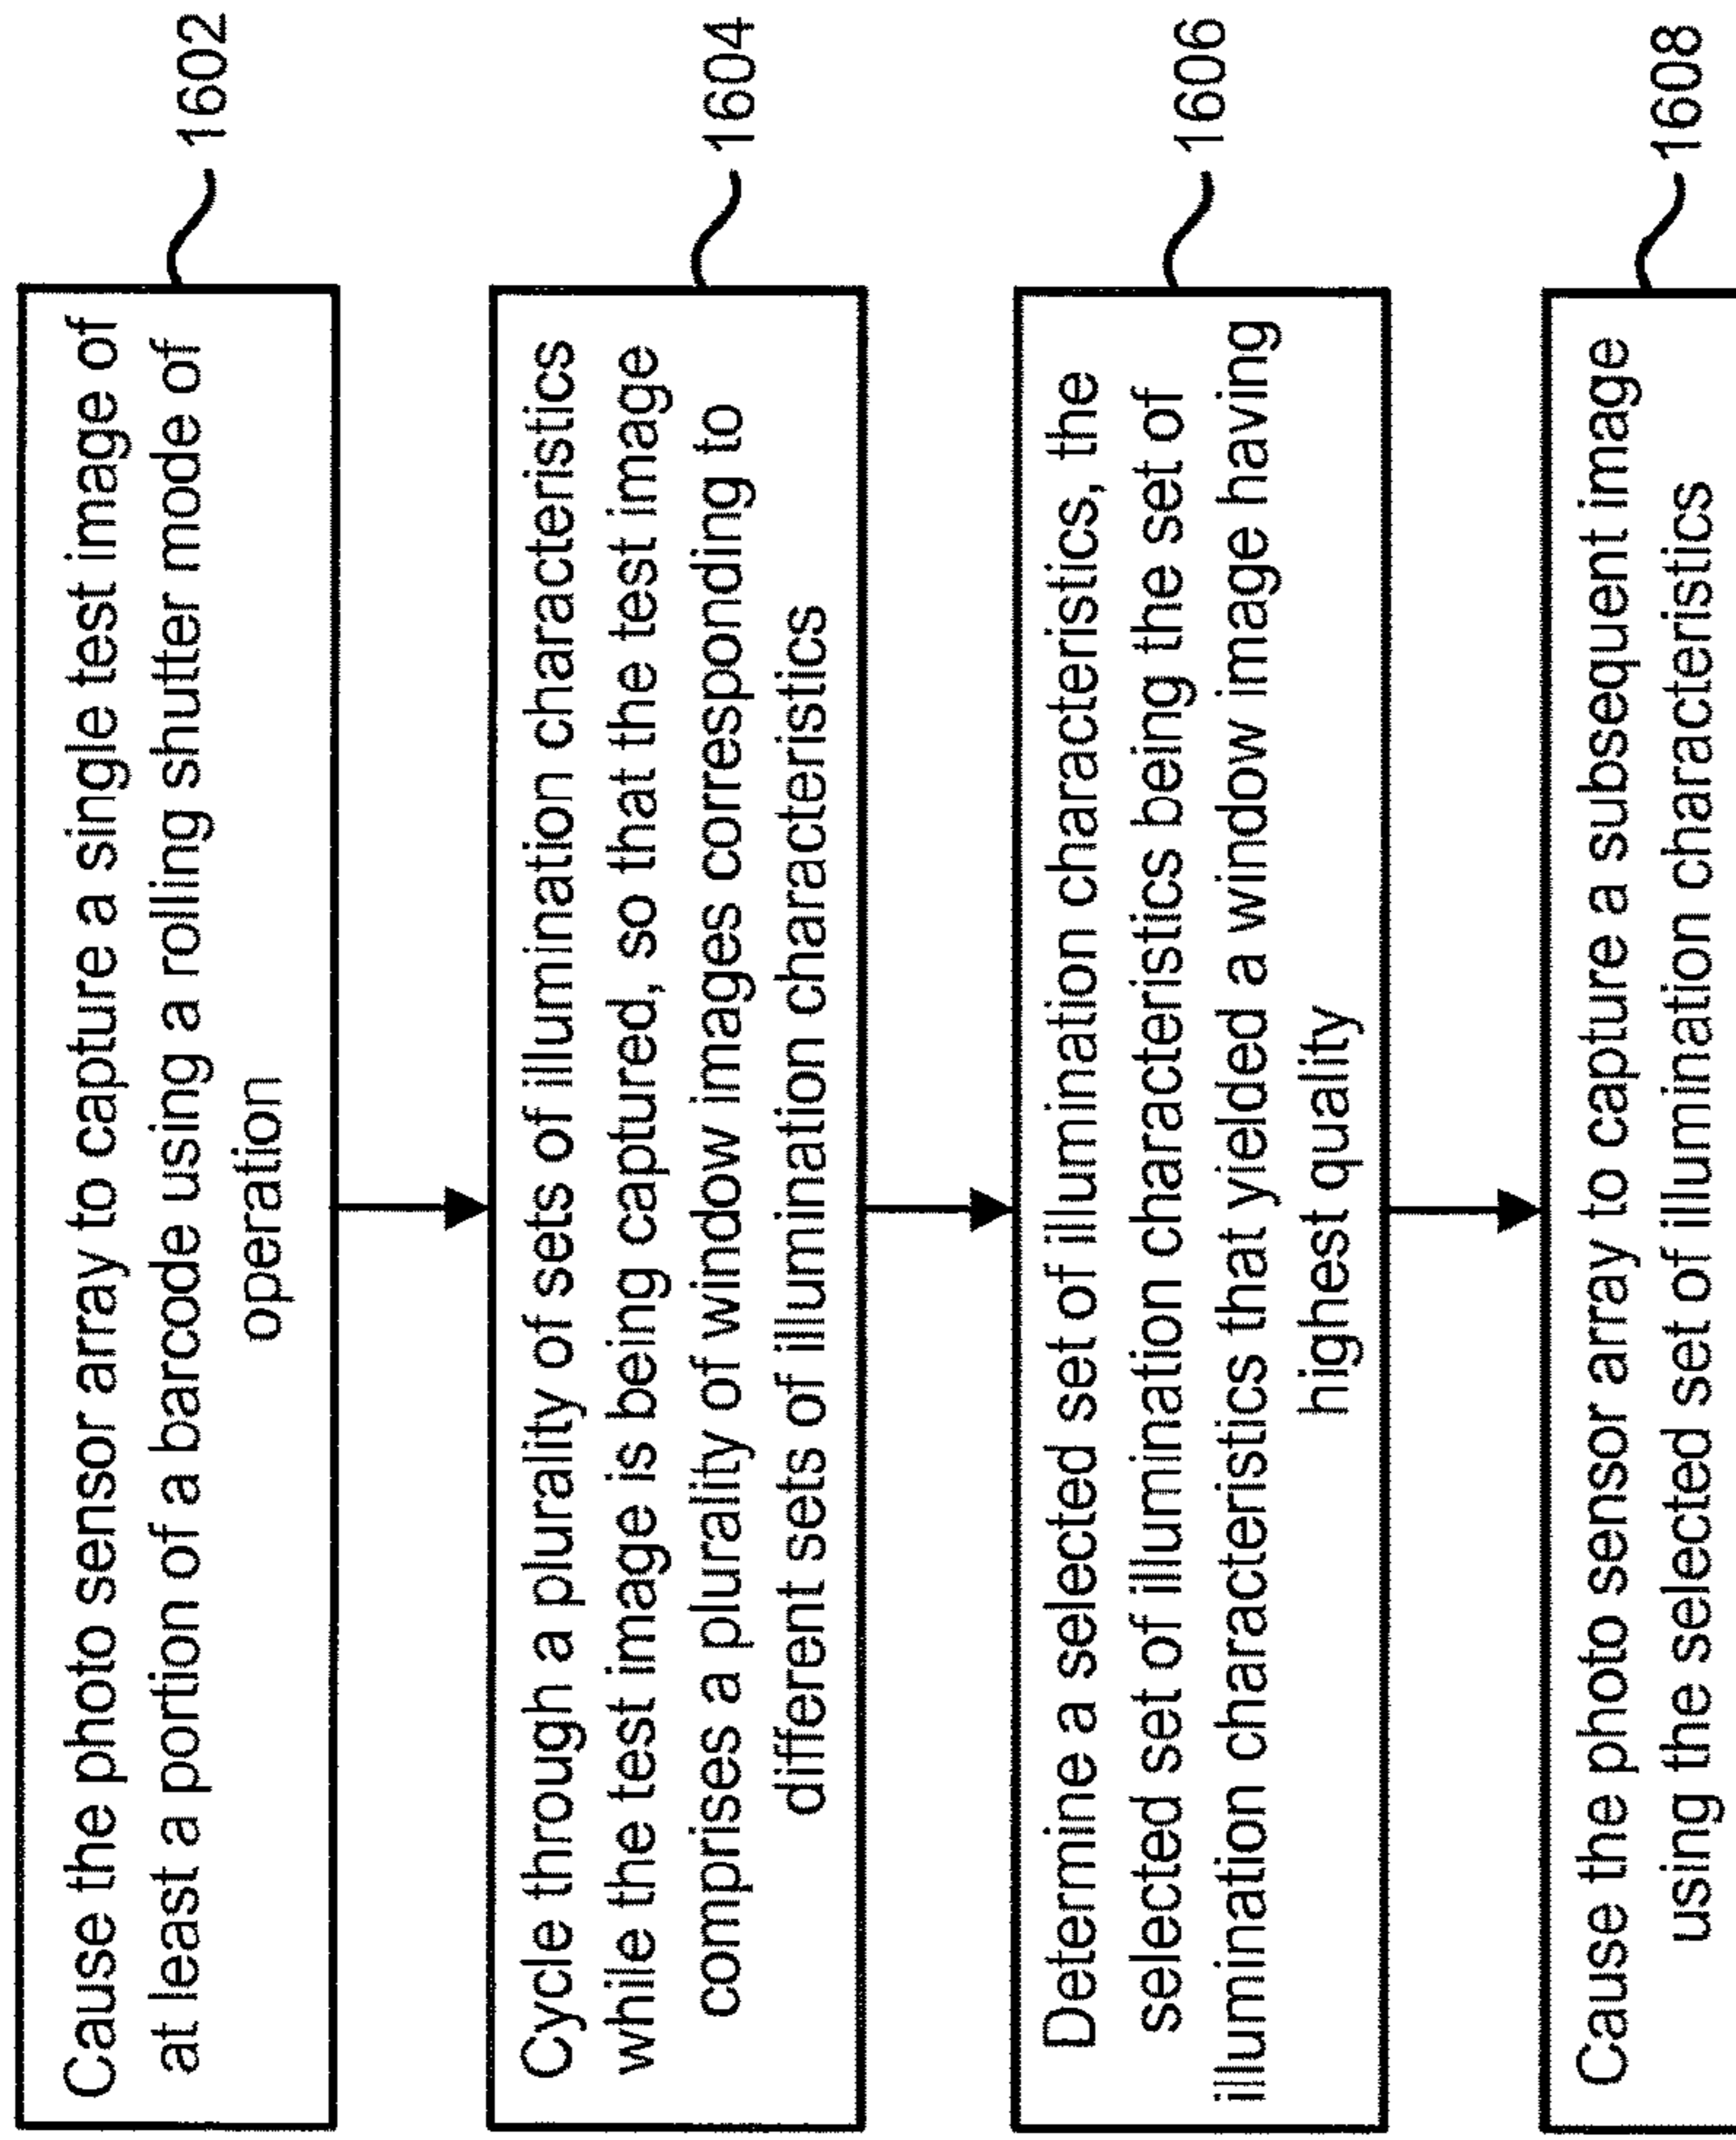 Cause the photo sensor array to capture a single test image of
at least a portion of a barcode using a rolling shutter mode of
operation
1602
Cycle through a plurality of sets of illumination characteristics
while the test image is being captured, so that the test image
comprises a plurality of window images corresponding to
different sets of illumination characteristics
1604
Determine a selected set of illumination characteristics, the
selected set of illumination characteristics being the set of
illumination characteristics that yielded a window image having
highest quality
1606
Cause the photo sensor array to capture a subsequent image
using the selected set of illumination characteristics
1608